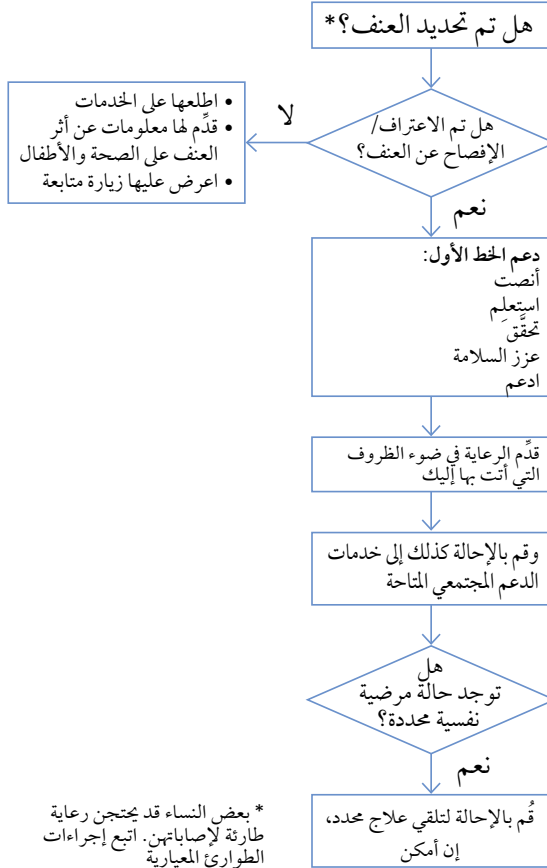 هل تم تحديد العنف؟*
هل تم الاعتراف/
الإفصاح عن العنف؟
لا
• اطلعها على الخدمات
• قدِّم لها معلومات عن أثر
العنف على الصحة والأطفال
• اعرض عليها زيارة متابعة
نعم
دعم الخط الأول:
أنصت
استعلِم
تحقَّق
عزز السلامة
ادعم
قدِّم الرعاية في ضوء الظروف
التي أتت بها إليك
وقم بالإحالة كذلك إلى خدمات
الدعم المجتمعي المتاحة
هل
توجد حالة مرضية
نفسية محددة؟
نعم
قُم بالإحالة لتلقي علاج محدد،
إن أمكن
* بعض النساء قد يحتجن رعاية
طارئة لإصاباتهن. اتبع إجراءات
الطوارئ المعيارية